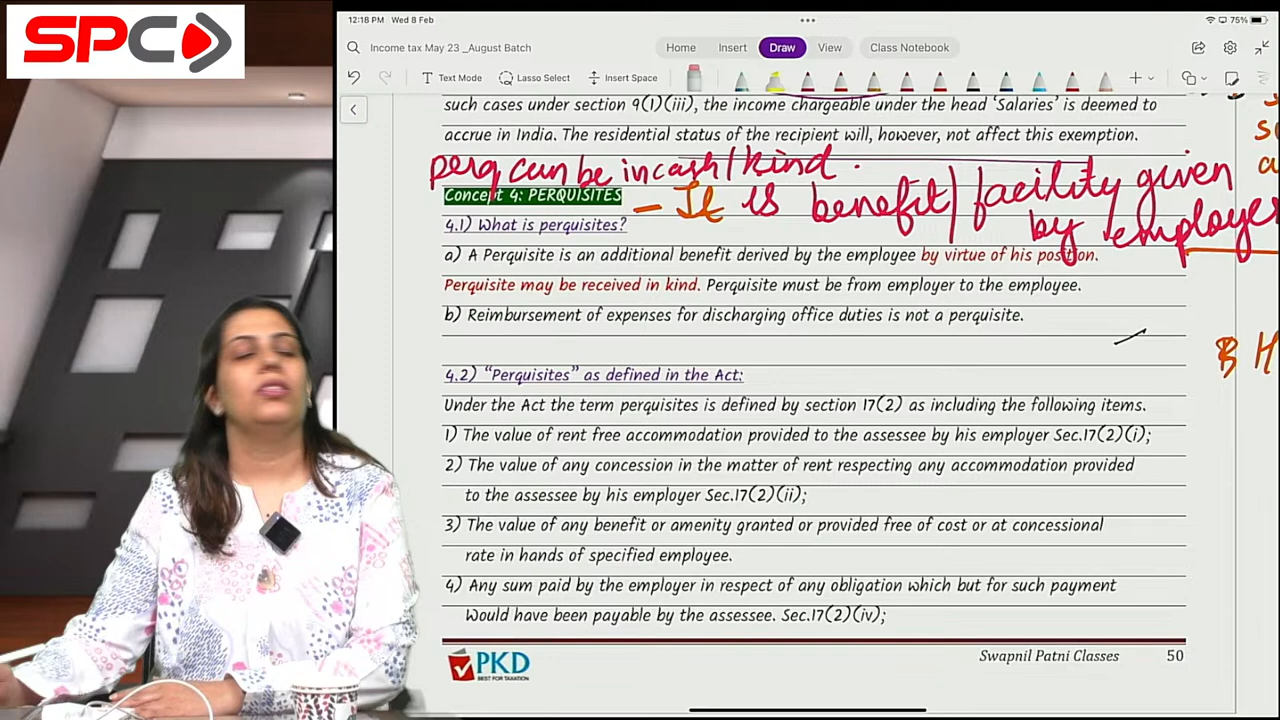 SPC
12:18 PM Wed 8 Feb
75%
Income tax May 23 _August Batch
Home Insert Draw View Class Notebook
Text Mode Lasso Select Insert Space
such cases under section 9(1)(iii), the income chargeable under the head ‘Salaries’ is deemed to
accrue in India. The residential status of the recipient will, however, not affect this exemption.
perq can be in cash/kind.
Concept 4: PERQUISITES
- It is benefit/facility given
by employer
4.1) What is perquisites?
a) A Perquisite is an additional benefit derived by the employee by virtue of his position.
Perquisite may be received in kind. Perquisite must be from employer to the employee.
b) Reimbursement of expenses for discharging office duties is not a perquisite.
4.2) “Perquisites” as defined in the Act:
Under the Act the term perquisites is defined by section 17(2) as including the following items.
1) The value of rent free accommodation provided to the assessee by his employer Sec.17(2)(i);
2) The value of any concession in the matter of rent respecting any accommodation provided
to the assessee by his employer Sec.17(2)(ii);
3) The value of any benefit or amenity granted or provided free of cost or at concessional
rate in hands of specified employee.
4) Any sum paid by the employer in respect of any obligation which but for such payment
Would have been payable by the assessee. Sec.17(2)(iv);
PKD
BEST FOR TAXATION
Swapnil Patni Classes 50